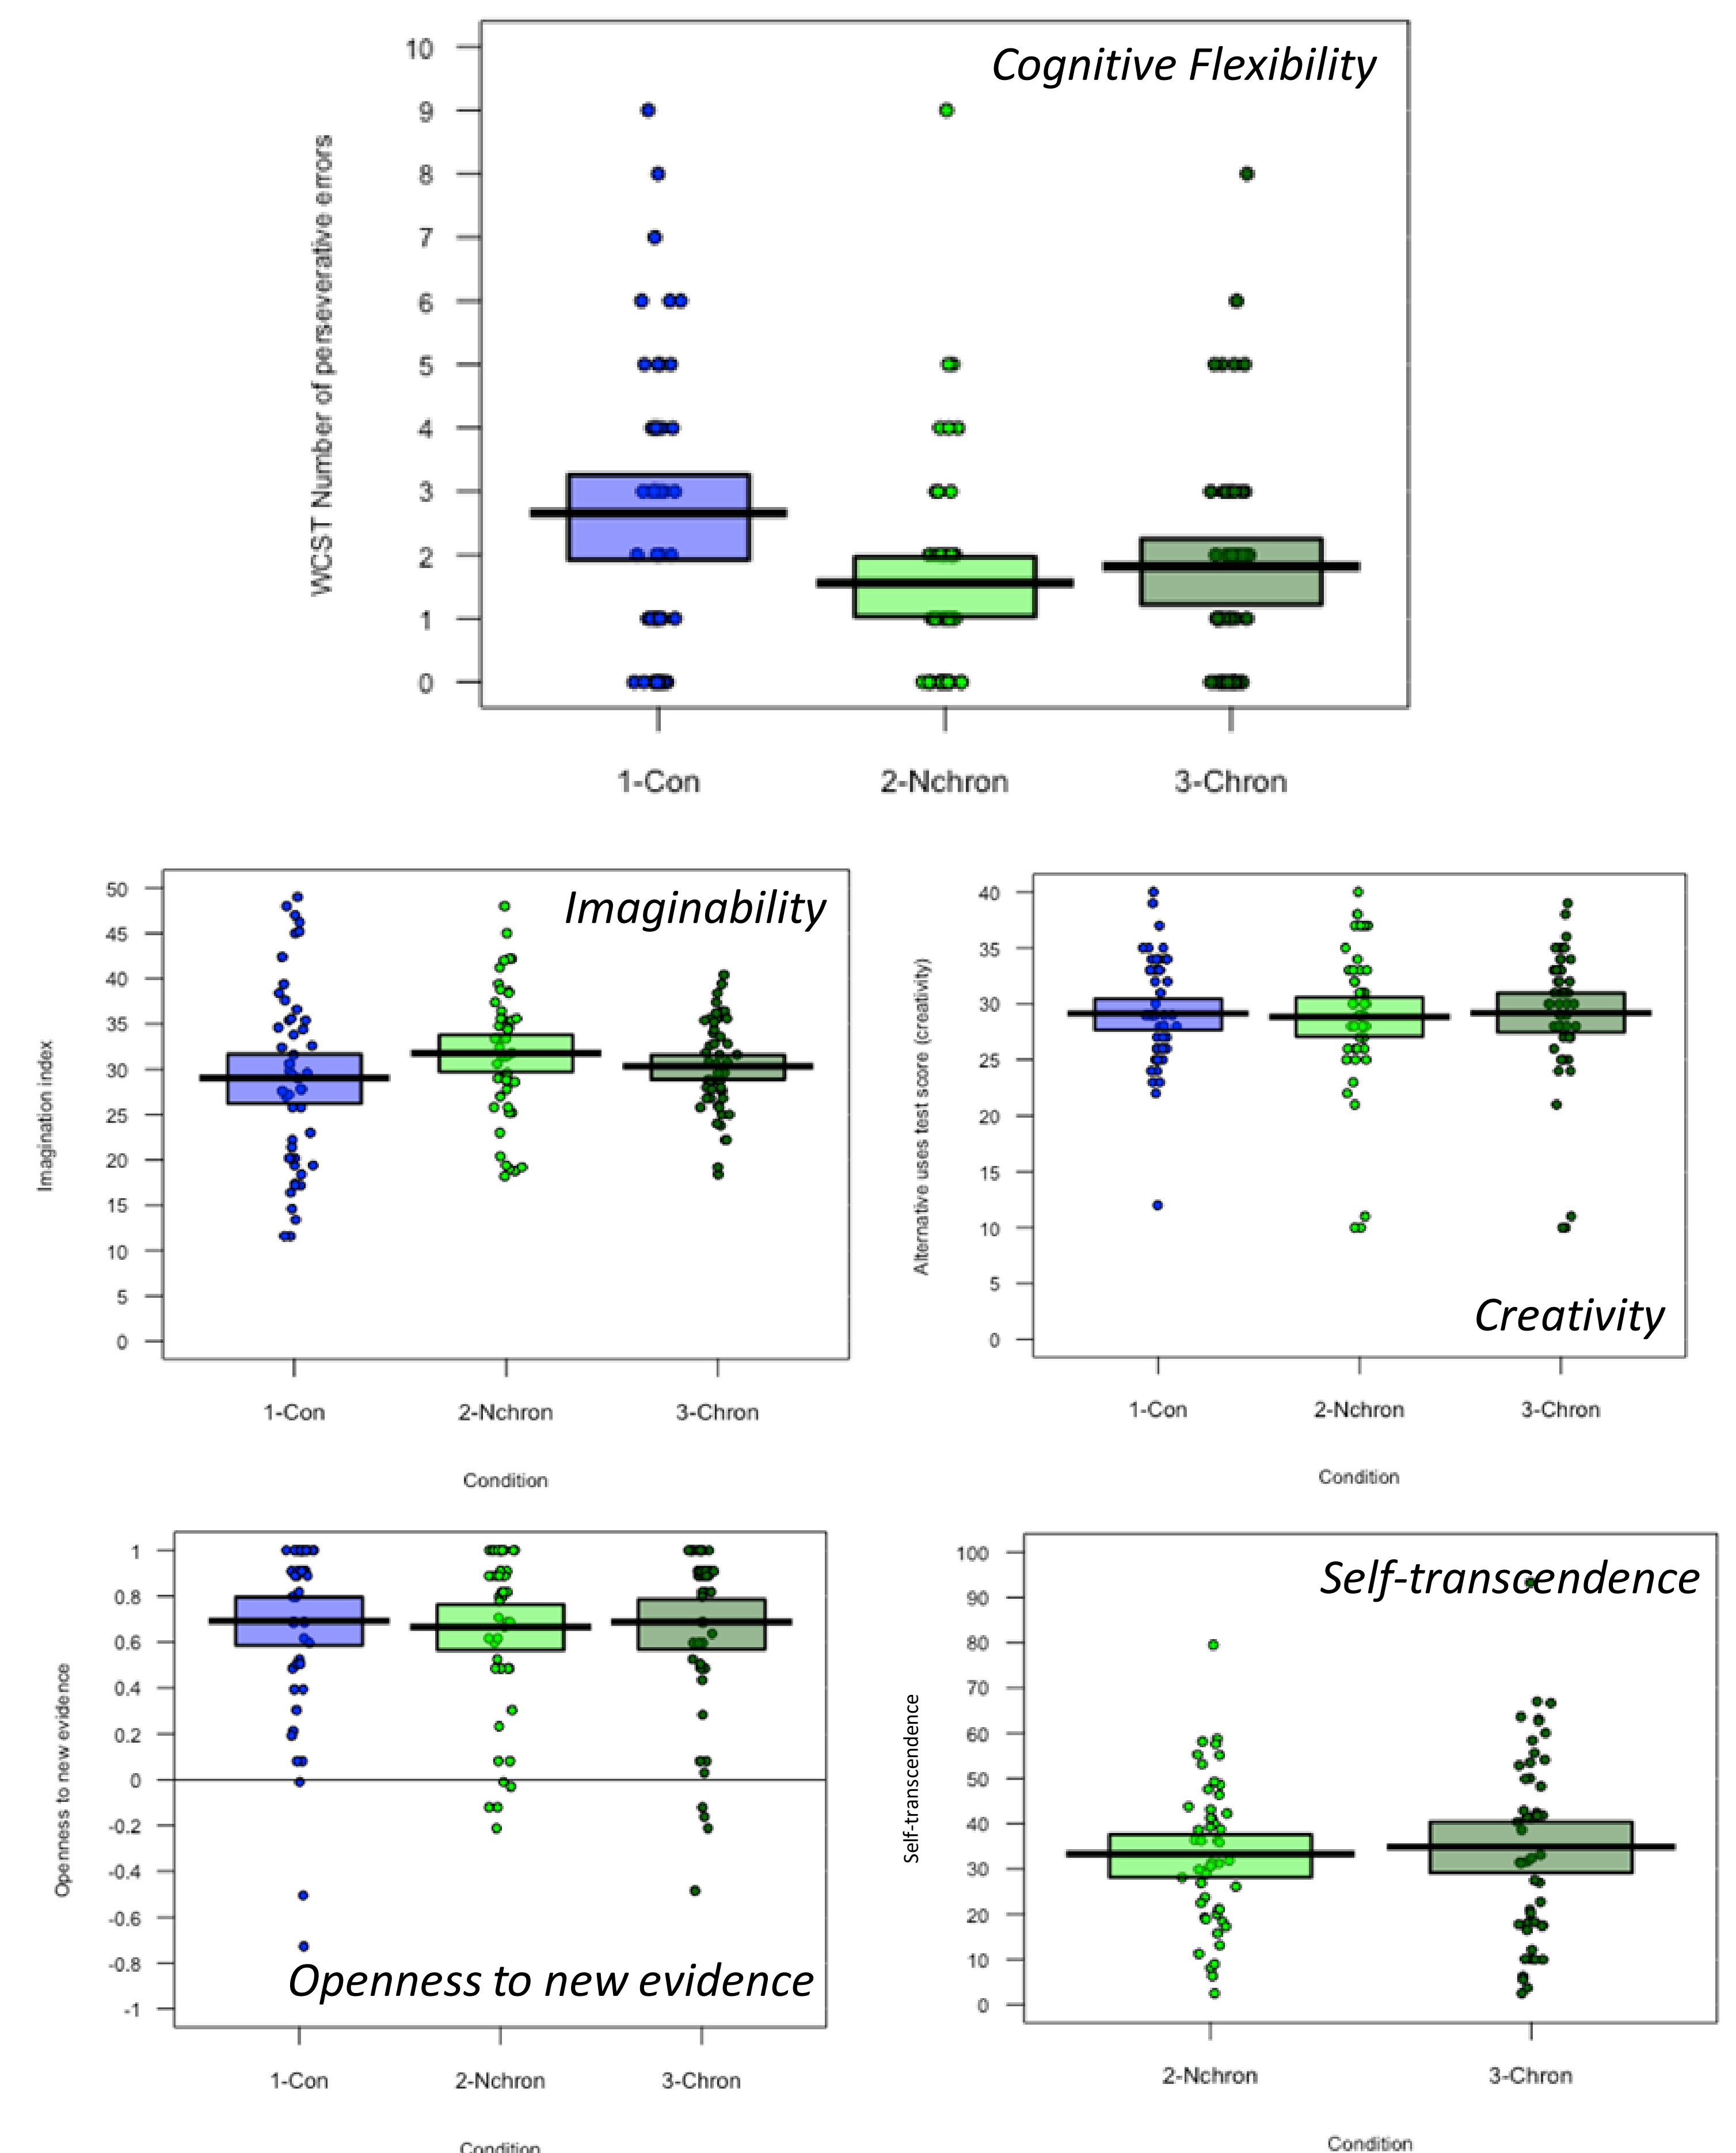 Cognitive Flexibility
WCST Number of perseverative errors
10
9
8
7
6
5
4
3
2
1
0
1-Con 2-Nchron 3-Chron
Imaginability
Imagination index
50
45
40
35
30
25
20
15
10
5
0
1-Con 2-Nchron 3-Chron
Condition
Alternative uses test score (creativity)
40
35
30
25
20
15
10
5
0
Creativity
1-Con 2-Nchron 3-Chron
Condition
Openness to new evidence
1
0.8
0.6
0.4
0.2
0
-0.2
-0.4
-0.6
-0.8
-1
Openness to new evidence
1-Con 2-Nchron 3-Chron
Condition
Self-transcendence
Self-transcendence
100
90
80
70
60
50
40
30
20
10
0
2-Nchron 3-Chron
Condition